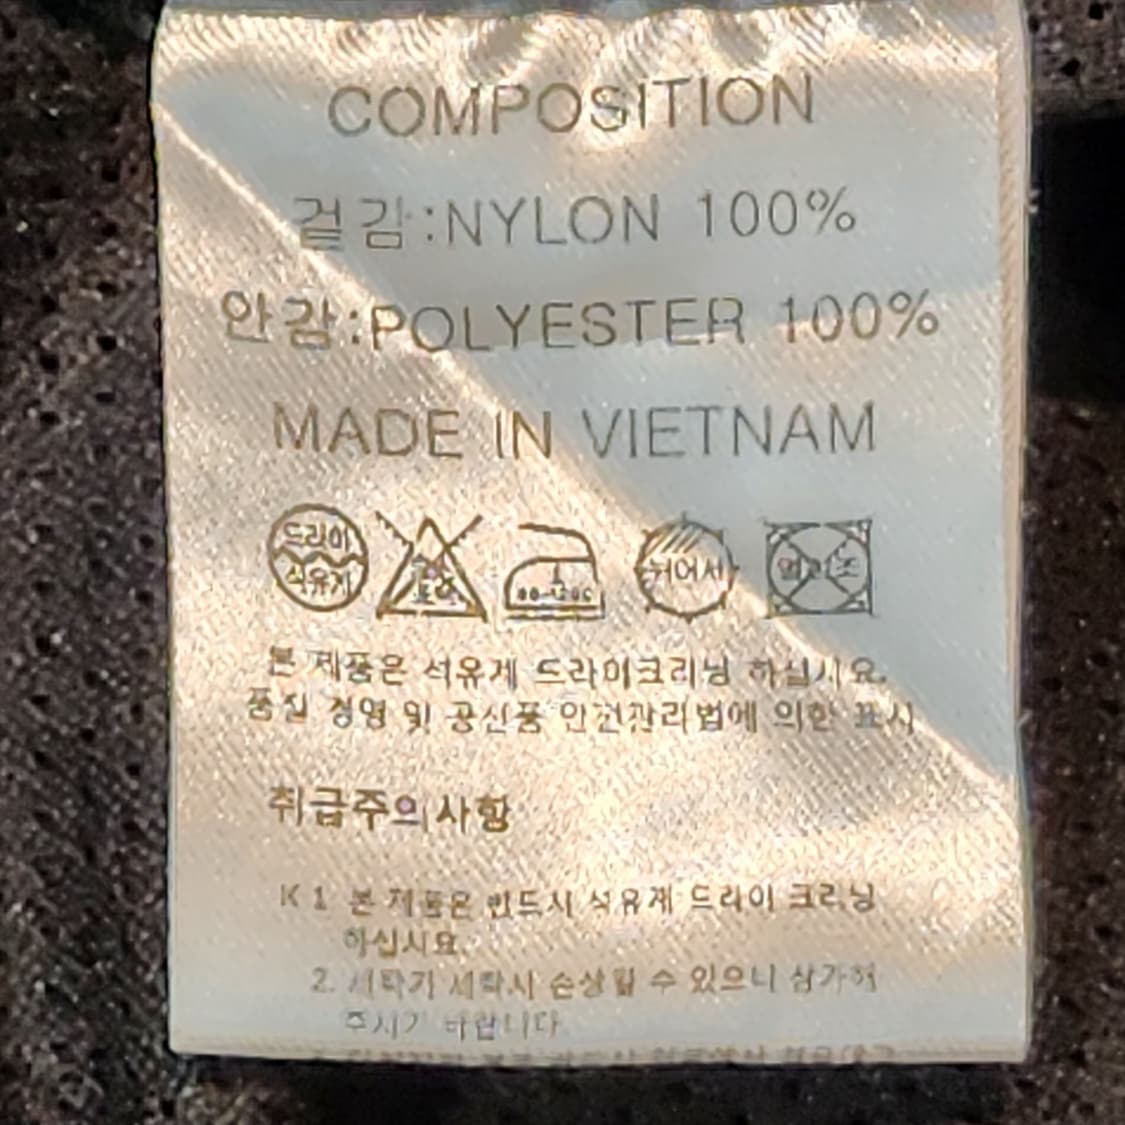 COMPOSITION
겉감:NYLON 100%
안감:POLYESTER 100%
MADE IN VIETNAM
드라이
석유계
뉘어서
본 제품은 석유계 드라이크리닝 하십시요.
품질 경영 및 공산품 안전관리법에 의한 표시
취급주의사항
K 1 본 제품은 반드시 석유계 드라이 크리닝
하십시요.
2. 세탁기 세탁시 손상될 수 있으니 삼가해
주시기 바랍니다